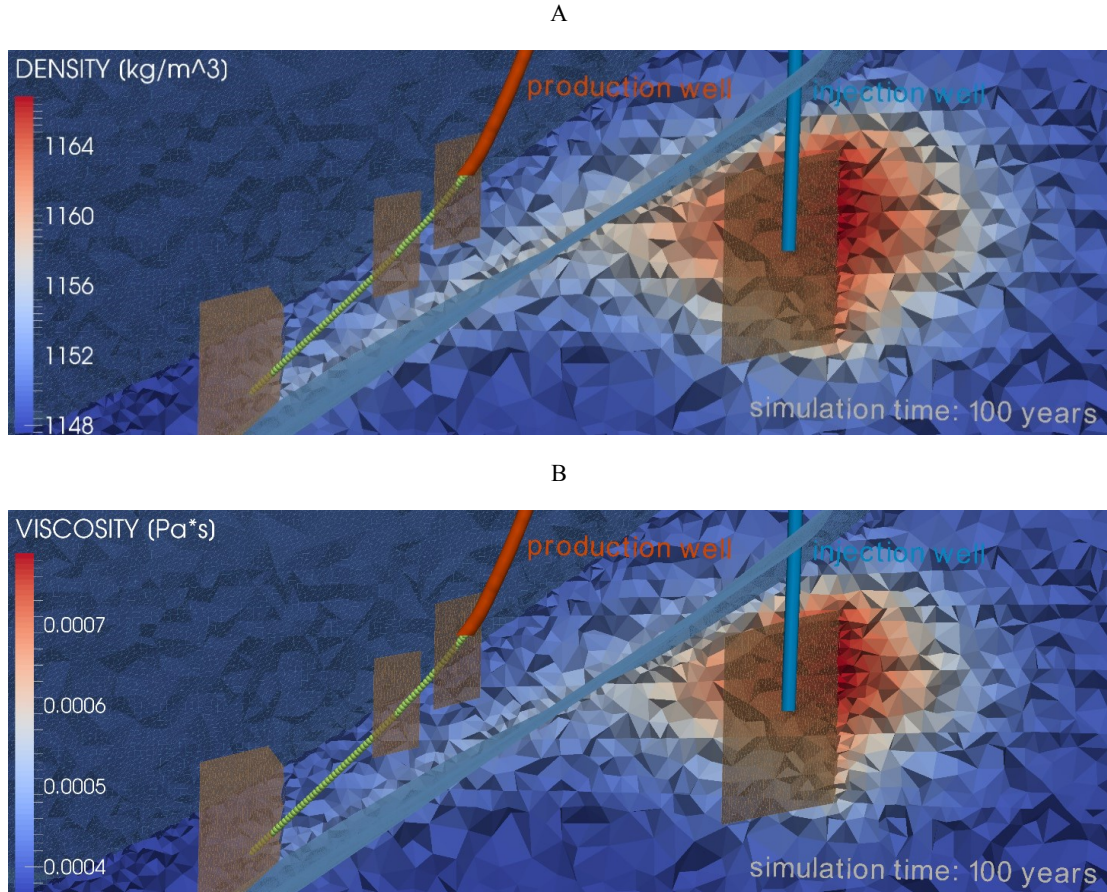 A
DENSITY (kg/m^3)
production well
injection well
1164
1160
1156
1152
1148
simulation time: 100 years
B
VISCOSITY (Pa*s)
production well
injection well
0.0007
0.0006
0.0005
0.0004
simulation time: 100 years